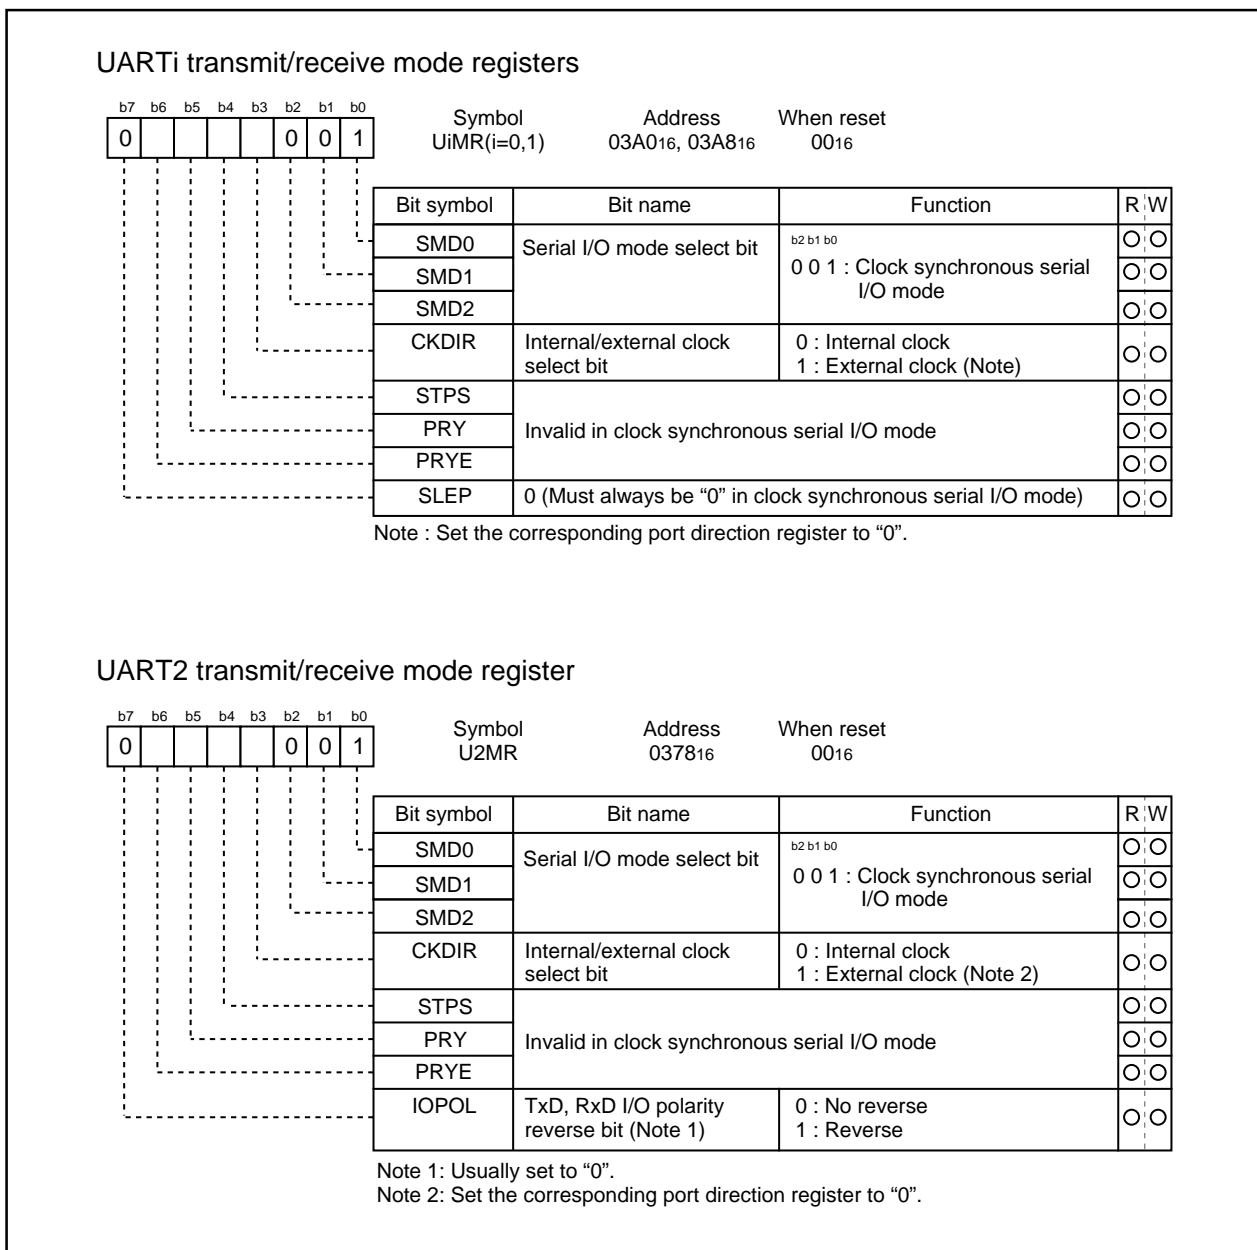 UARTi transmit/receive mode registers
b7 b6 b5 b4 b3 b2 b1 b0
0 0 0 1
Symbol Address When reset
UiMR(i=0,1) 03A016, 03A816 0016
Bit symbol Bit name Function R W
SMD0 Serial I/O mode select bit b2 b1 b0
SMD1 0 0 1 : Clock synchronous serial
I/O mode
SMD2
CKDIR Internal/external clock 0 : Internal clock
select bit 1 : External clock (Note)
STPS
PRY Invalid in clock synchronous serial I/O mode
PRYE
SLEP 0 (Must always be “0” in clock synchronous serial I/O mode)
Note : Set the corresponding port direction register to “0”.
UART2 transmit/receive mode register
b7 b6 b5 b4 b3 b2 b1 b0
0 0 0 1
Symbol Address When reset
U2MR 037816 0016
Bit symbol Bit name Function R W
SMD0 Serial I/O mode select bit b2 b1 b0
SMD1 0 0 1 : Clock synchronous serial
I/O mode
SMD2
CKDIR Internal/external clock 0 : Internal clock
select bit 1 : External clock (Note 2)
STPS
PRY Invalid in clock synchronous serial I/O mode
PRYE
IOPOL TxD, RxD I/O polarity 0 : No reverse
reverse bit (Note 1) 1 : Reverse
Note 1: Usually set to “0”.
Note 2: Set the corresponding port direction register to “0”.